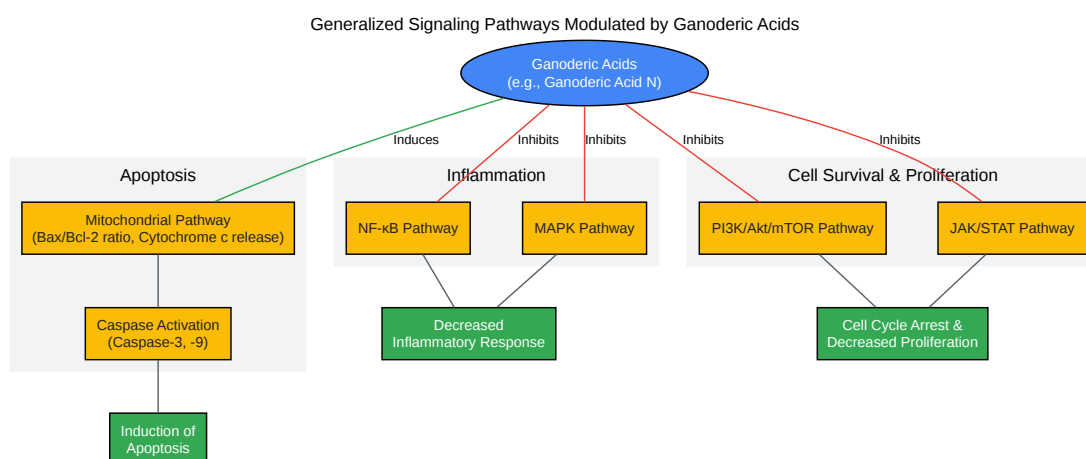 Generalized Signaling Pathways Modulated by Ganoderic Acids
Ganoderic Acids
(e.g., Ganoderic Acid N)
Induces
Inhibits
Inhibits
Inhibits
Inhibits
Apoptosis
Inflammation
Cell Survival & Proliferation
Mitochondrial Pathway
(Bax/Bcl-2 ratio, Cytochrome c release)
NF-κB Pathway
MAPK Pathway
PI3K/Akt/mTOR Pathway
JAK/STAT Pathway
Caspase Activation
(Caspase-3, -9)
Decreased
Inflammatory Response
Cell Cycle Arrest &
Decreased Proliferation
Induction of
Apoptosis